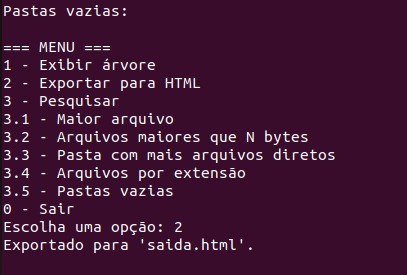 Pastas vazias:
=== MENU ===
1 - Exibir árvore
2 - Exportar para HTML
3 - Pesquisar
3.1 - Maior arquivo
3.2 - Arquivos maiores que N bytes
3.3 - Pasta com mais arquivos diretos
3.4 - Arquivos por extensão
3.5 - Pastas vazias
0 - Sair
Escolha uma opção: 2
Exportado para 'saida.html'.